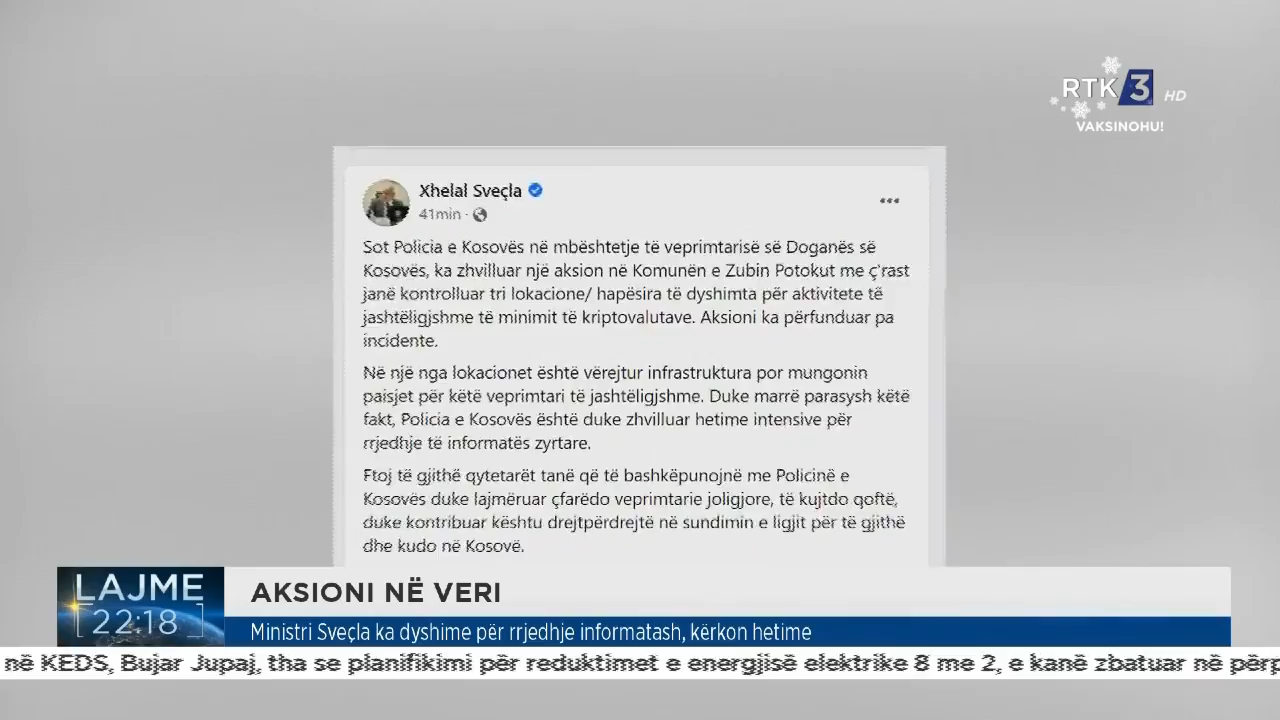 RTK 3 HD
VAKSINOHU!
Xhelal Sveçla
41min ·
Sot Policia e Kosovës në mbështetje të veprimtarisë së Doganës së
Kosovës, ka zhvilluar një aksion në Komunën e Zubin Potokut me ç'rast
janë kontrolluar tri lokacione/ hapësira të dyshimta për aktivitete të
jashtëligjshme të minimit të kriptovalutave. Aksioni ka përfunduar pa
incidente.
Në një nga lokacionet është vërejtur infrastruktura por mungonin
paisjet për këtë veprimtari të jashtëligjshme. Duke marrë parasysh këtë
fakt, Policia e Kosovës është duke zhvilluar hetime intensive për
rrjedhje të informatës zyrtare.
Ftoj të gjithë qytetarët tanë që të bashkëpunojnë me Policinë e
Kosovës duke lajmëruar çfarëdo veprimtarie joligjore, të kujtdo qoftë,
duke kontribuar kështu drejtpërdrejtë në sundimin e ligjit për të gjithë
dhe kudo në Kosovë.
LAJME
22:18
AKSIONI NË VERI
Ministri Sveçla ka dyshime për rrjedhje informatash, kërkon hetime
në KEDS, Bujar Jupaj, tha se planifikimi për reduktimet e energjisë elektrike 8 me 2, e kanë zbatuar në përp